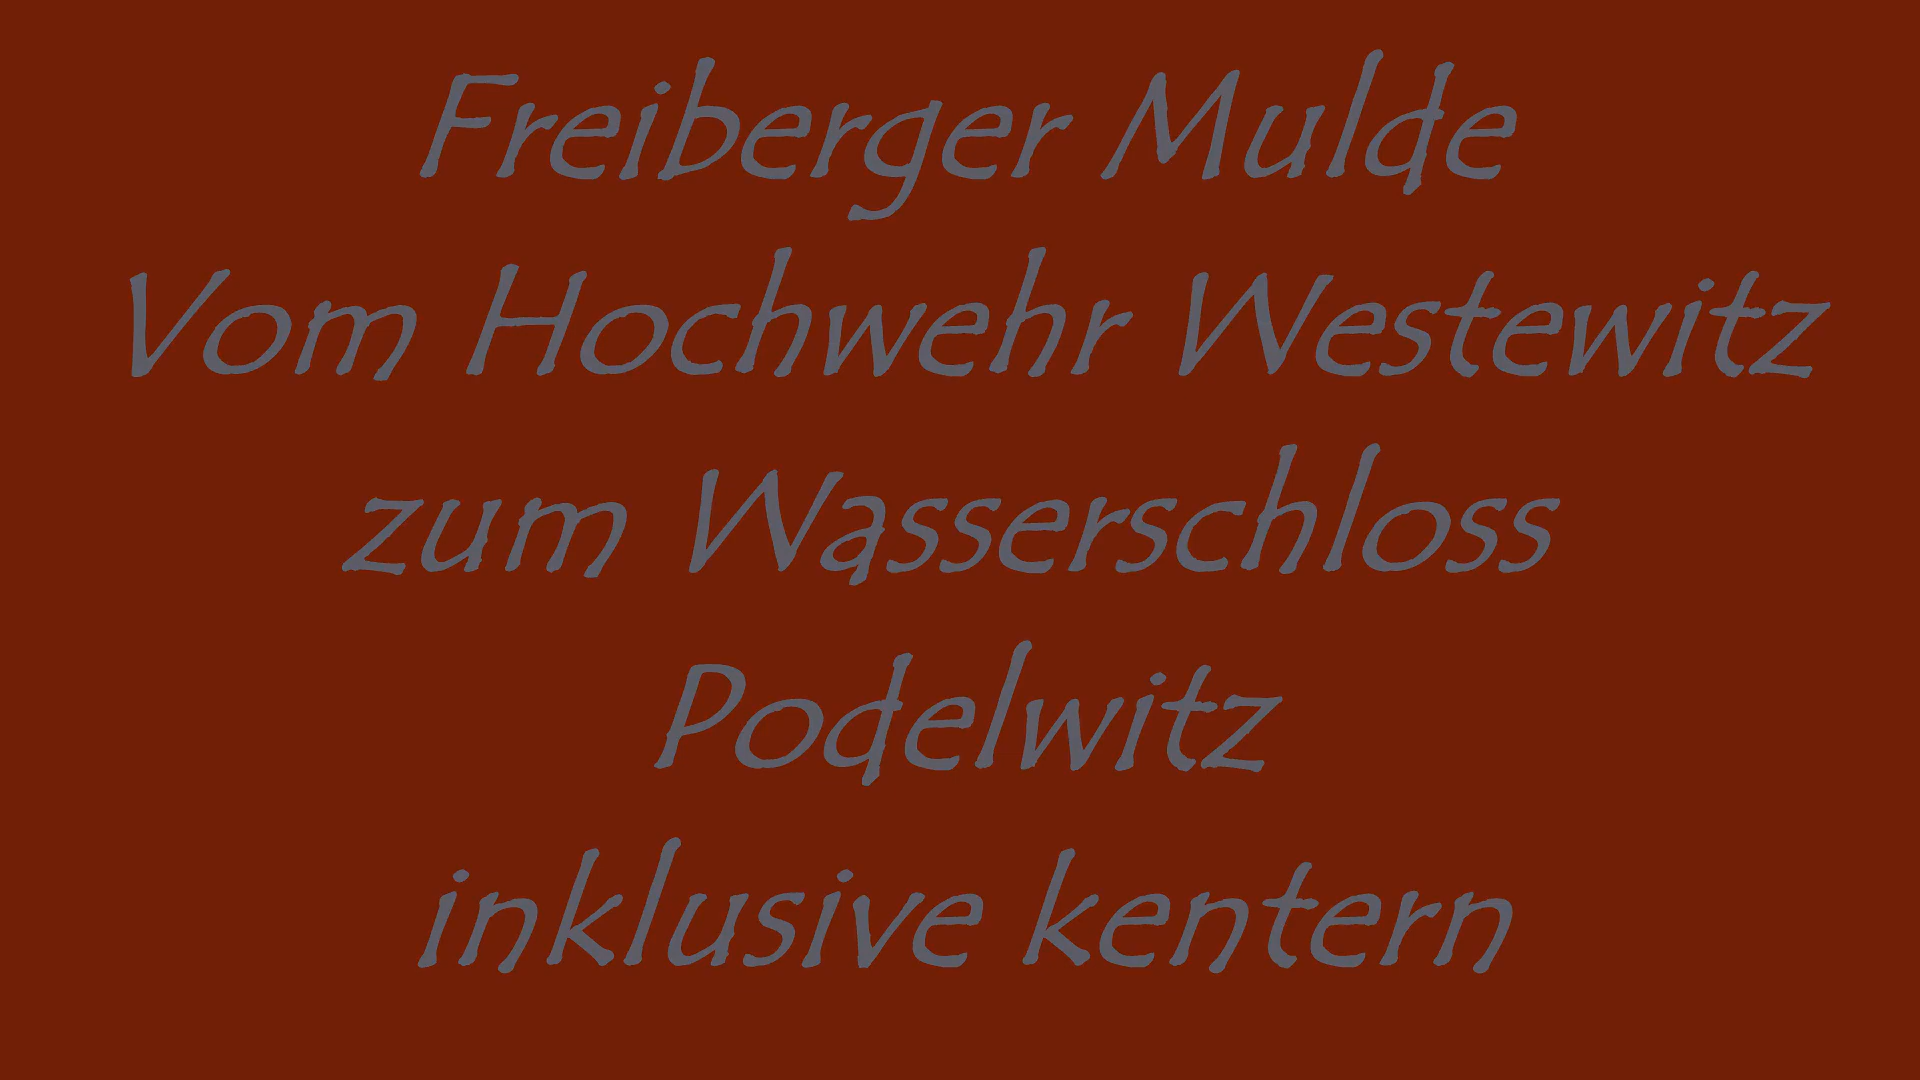 Freiberger Mulde
Vom Hochwehr Westewitz
zum Wasserschloss
Podelwitz
inklusive kentern